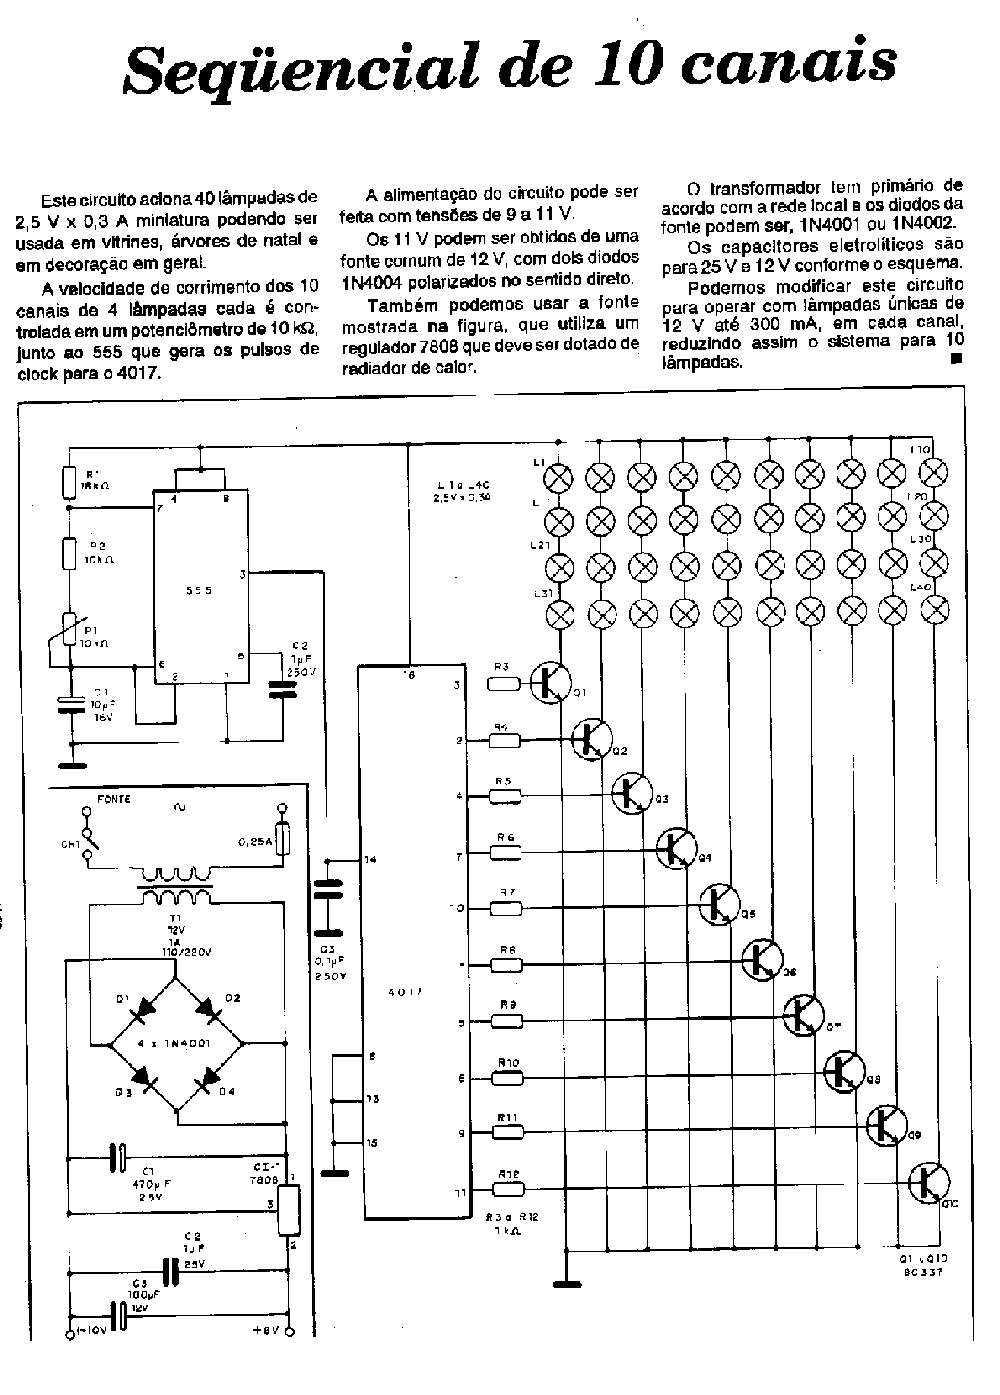 Seqüencial de 10 canais
Este circuito aciona 40 lâmpadas de
2,5 V x 0,3 A miniatura podendo ser
usada em vitrines, árvores de natal e
em decoração em geral.
A velocidade de corrimento dos 10
canais de 4 lâmpadas cada é con-
trolada em um potenciômetro de 10 kΩ,
junto ao 555 que gera os pulsos de
clock para o 4017.
A alimentação do circuito pode ser
feita com tensões de 9 a 11 V.
Os 11 V podem ser obtidos de uma
fonte comum de 12 V, com dois diodos
1N4004 polarizados no sentido direto.
Também podemos usar a fonte
mostrada na figura, que utiliza um
regulador 7808 que deve ser dotado de
radiador de calor.
O transformador tem primário de
acordo com a rede local e os diodos da
fonte podem ser, 1N4001 ou 1N4002.
Os capacitores eletrolíticos são
para 25 V e 12 V conforme o esquema.
Podemos modificar este circuito
para operar com lâmpadas únicas de
12 V até 300 mA, em cada canal,
reduzindo assim o sistema para 10
lâmpadas.
R1
18kΩ
7
4
8
R2
10kΩ
555
3
P1
10kΩ
6
2
1
5
C2
1µF
250V
C1
10µF
16V
L1 a L40
2,5V x 0,3A
L1
L10
L20
L21
L30
L31
L40
16
3
R3
Q1
2
R4
Q2
4
R5
Q3
7
R6
Q4
10
R7
Q5
R8
Q6
5
R9
Q7
6
R10
Q8
9
R11
Q9
11
R12
Q10
R3 a R12
1kΩ
Q1 a Q10
BC337
14
4017
8
13
15
C3
0,1µF
250V
FONTE
CH1
0,25A
T1
12V
1A
110/220V
D1
D2
4 x 1N4001
D3
D4
C1
470µF
25V
CI-1
7808
1
3
2
C2
1µF
25V
C3
100µF
12V
(-)0V
+8V